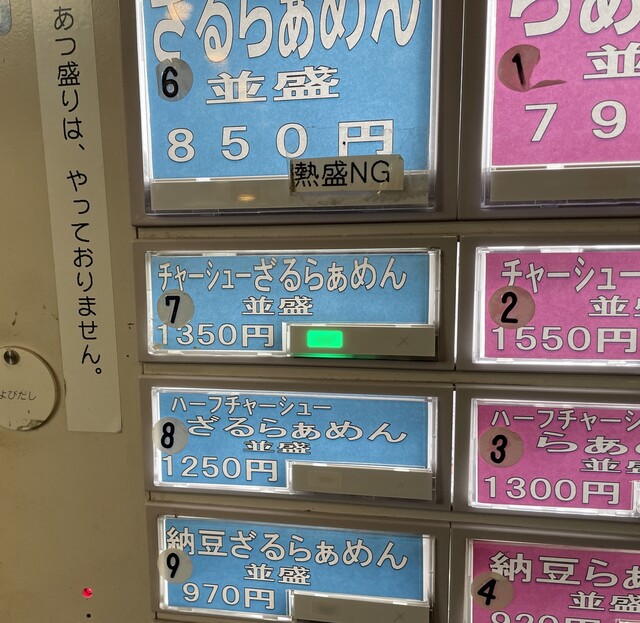 あつ盛りは、やっておりません。
よびだし
ざるらぁめん
6
並盛
850円
熱盛NG
チャーシューざるらぁめん
7
並盛
1350円
ハーフチャーシュー
8
ざるらぁめん
並盛
1250円
納豆ざるらぁめん
9
並盛
970円
らぁめ
1
並
79
チャーシュー
2
並
1550円
ハーフチャーシ
3
らぁ
並
1300円
納豆らぁ
4
並盛